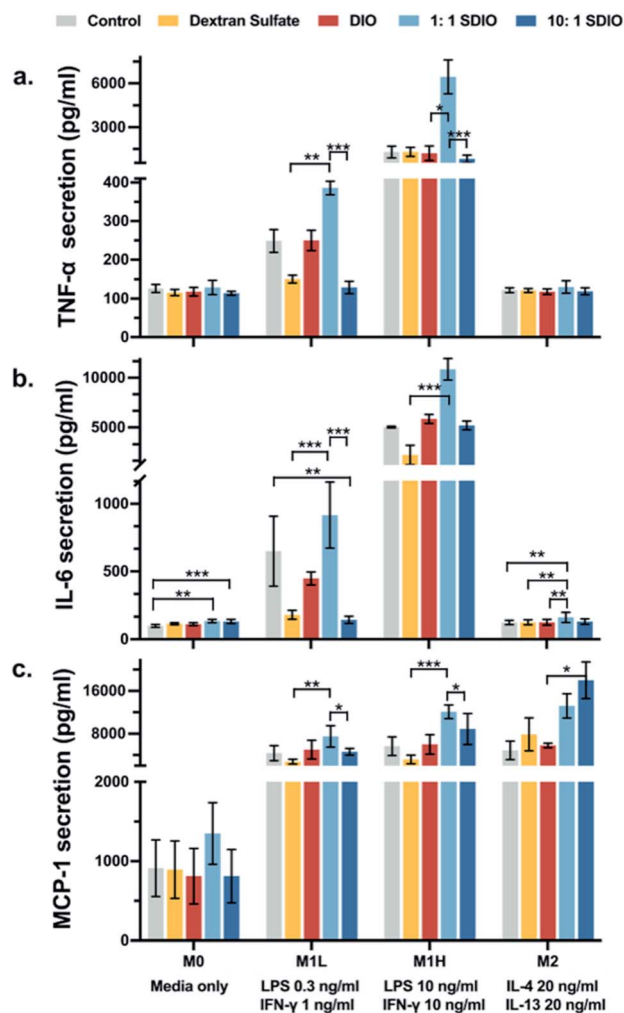 Control Dextran Sulfate DIO 1: 1 SDIO 10: 1 SDIO
a.
TNF-α secretion (pg/ml)
6000
3000
400
300
200
100
0
* *** ** ***
b.
IL-6 secretion (pg/ml)
10000
5000
1000
500
0
***
*** ***
**
*** **
** ** **
c.
MCP-1 secretion (pg/ml)
16000
8000
2000
1000
0
** * *** * *
M0 M1L M1H M2
Media only LPS 0.3 ng/ml LPS 10 ng/ml IL-4 20 ng/ml
IFN-γ 1 ng/ml IFN-γ 10 ng/ml IL-13 20 ng/ml